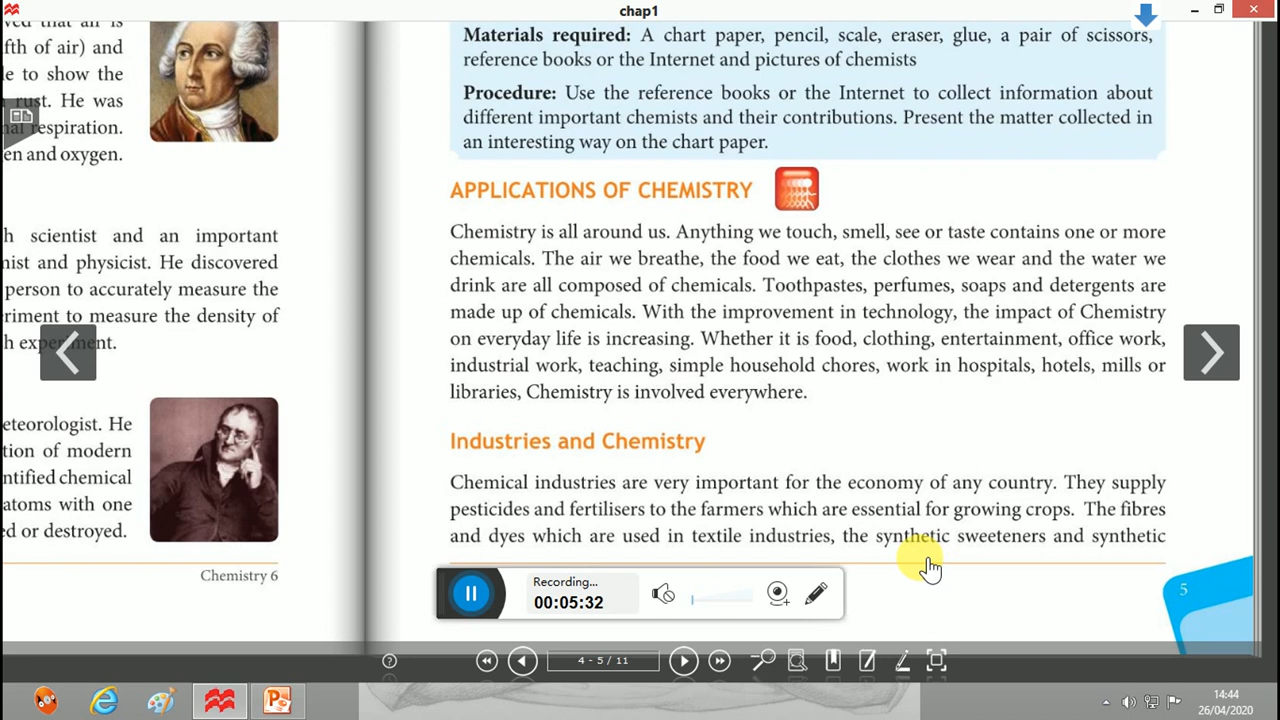 chap1
ved that air is
fth of air) and
le to show the
rust. He was
nal respiration.
en and oxygen.
h scientist and an important
nist and physicist. He discovered
person to accurately measure the
eriment to measure the density of
h experiment.
eteorologist. He
tion of modern
entified chemical
atoms with one
ed or destroyed.
Chemistry 6
Materials required: A chart paper, pencil, scale, eraser, glue, a pair of scissors,
reference books or the Internet and pictures of chemists
Procedure: Use the reference books or the Internet to collect information about
different important chemists and their contributions. Present the matter collected in
an interesting way on the chart paper.
APPLICATIONS OF CHEMISTRY
Chemistry is all around us. Anything we touch, smell, see or taste contains one or more
chemicals. The air we breathe, the food we eat, the clothes we wear and the water we
drink are all composed of chemicals. Toothpastes, perfumes, soaps and detergents are
made up of chemicals. With the improvement in technology, the impact of Chemistry
on everyday life is increasing. Whether it is food, clothing, entertainment, office work,
industrial work, teaching, simple household chores, work in hospitals, hotels, mills or
libraries, Chemistry is involved everywhere.
Industries and Chemistry
Chemical industries are very important for the economy of any country. They supply
pesticides and fertilisers to the farmers which are essential for growing crops. The fibres
and dyes which are used in textile industries, the synthetic sweeteners and synthetic
5
Recording...
00:05:32
4 - 5 / 11
14:44
26/04/2020